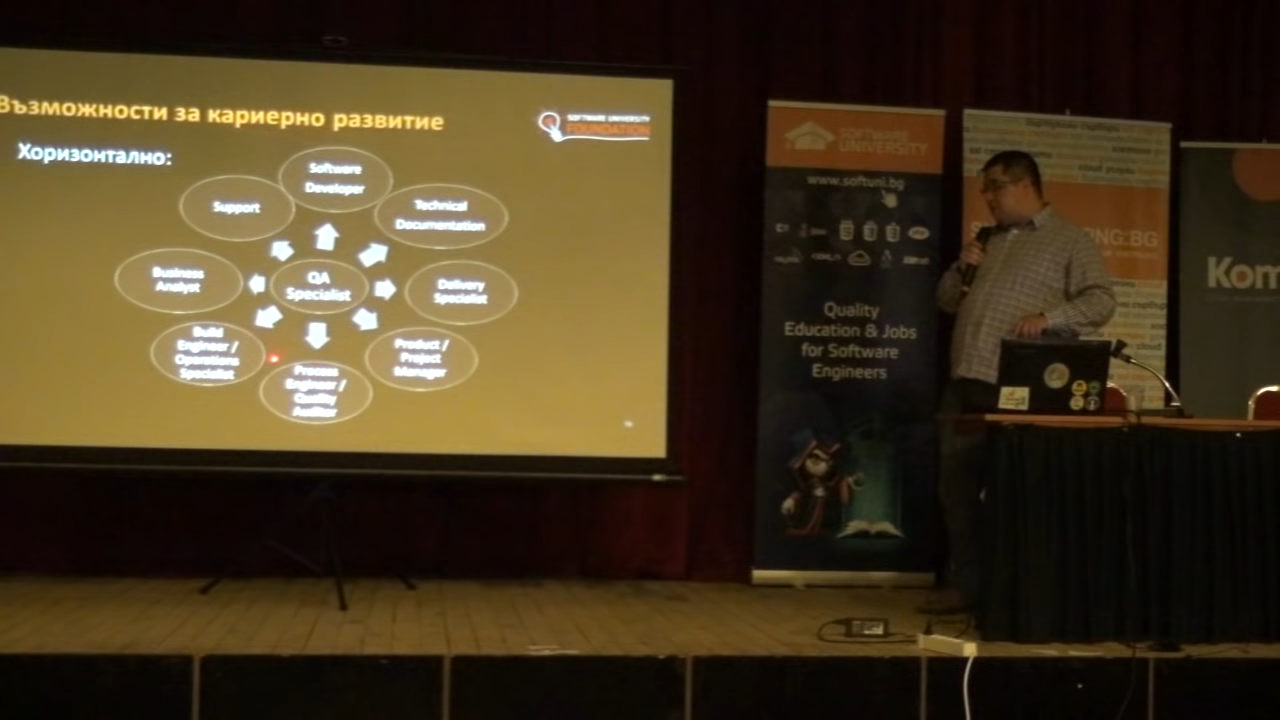 Възможности за кариерно развитие
SOFTWARE UNIVERSITY
FOUNDATION
Хоризонтално:
Software
Developer
Support
Technical
Documentation
Business
Analyst
QA
Specialist
Delivery
Specialist
Build
Engineer /
Operations
Specialist
Product /
Project
Manager
Process
Engineer /
Quality
Auditor
SOFTWARE
UNIVERSITY
www.softuni.bg
Quality
Education & Jobs
for Software
Engineers